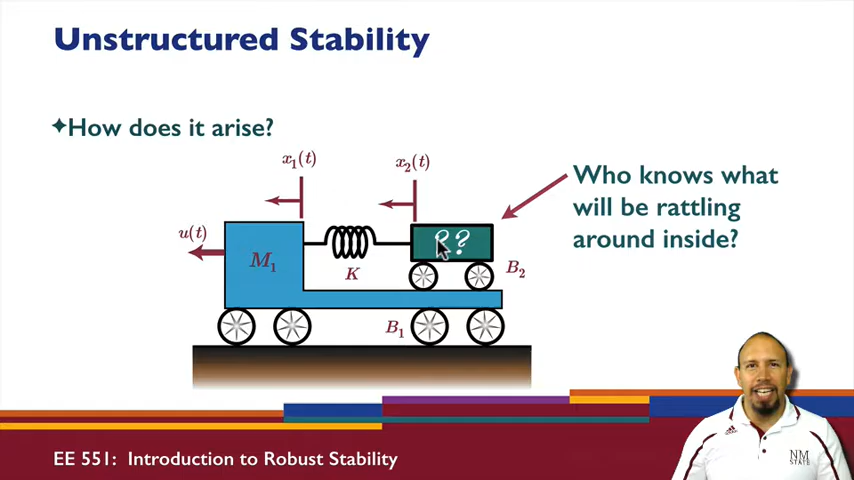 Unstructured Stability
✦How does it arise?
x₁(t)
x₂(t)
Who knows what
will be rattling
around inside?
u(t)
M₁
K
??
B₂
B₁
NM
STATE
EE 551: Introduction to Robust Stability